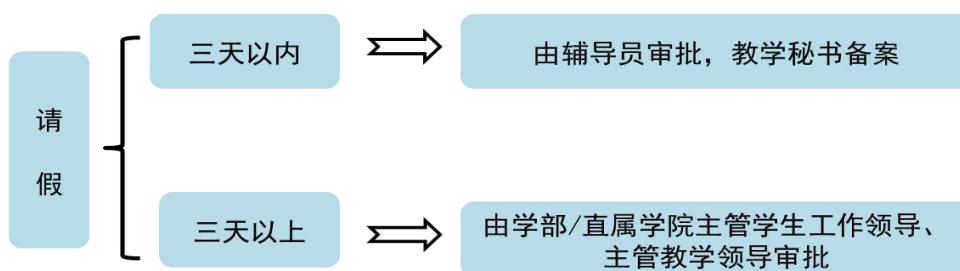 请
假
三天以内
由辅导员审批，教学秘书备案
三天以上
由学部/直属学院主管学生工作领导、
主管教学领导审批